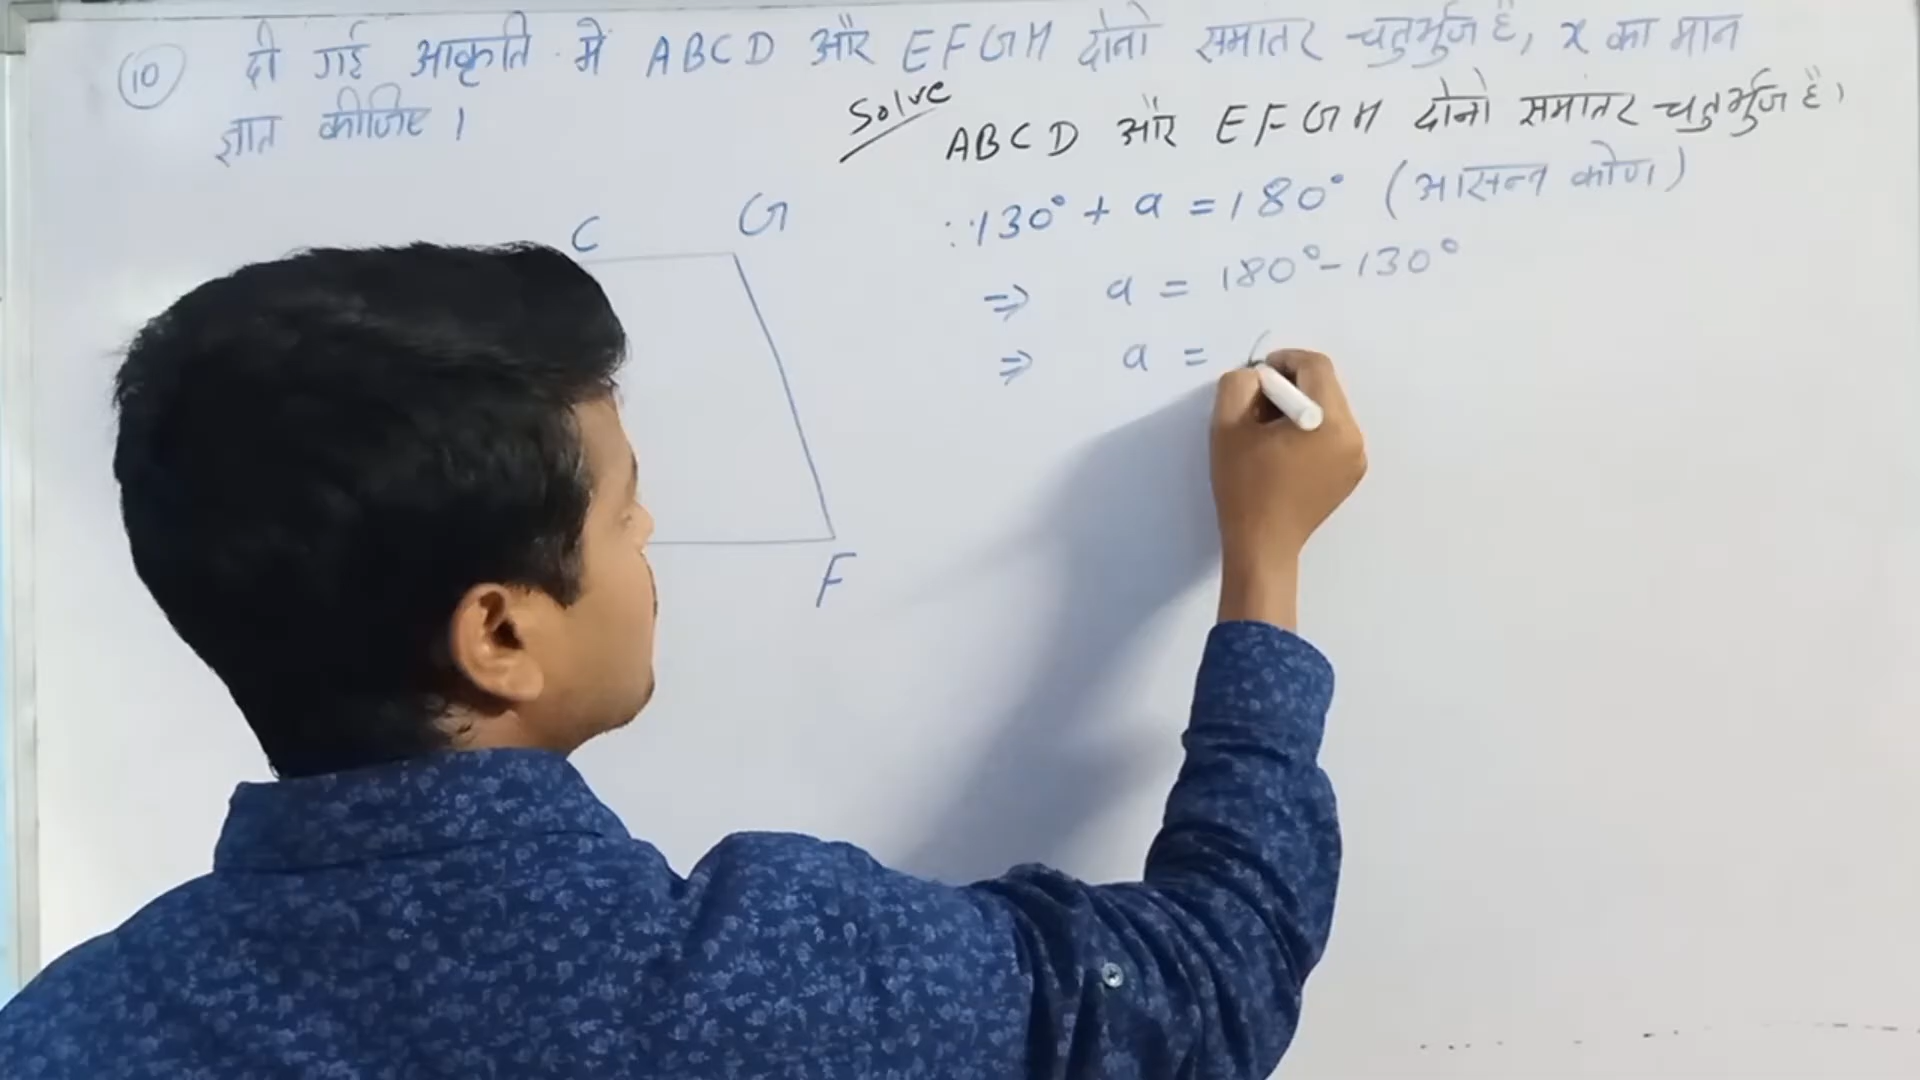 (10) दी गई आकृति में ABCD और EFGH दोनो समातर चतुर्भुज है, x का मान
ज्ञात कीजिए ।
Solve
ABCD और EFGH दोनो समांतर चतुर्भुज है।
∴ 130° + a = 180° (आसन्न कोण)
⇒ a = 180° - 130°
⇒ a =
C
G
F